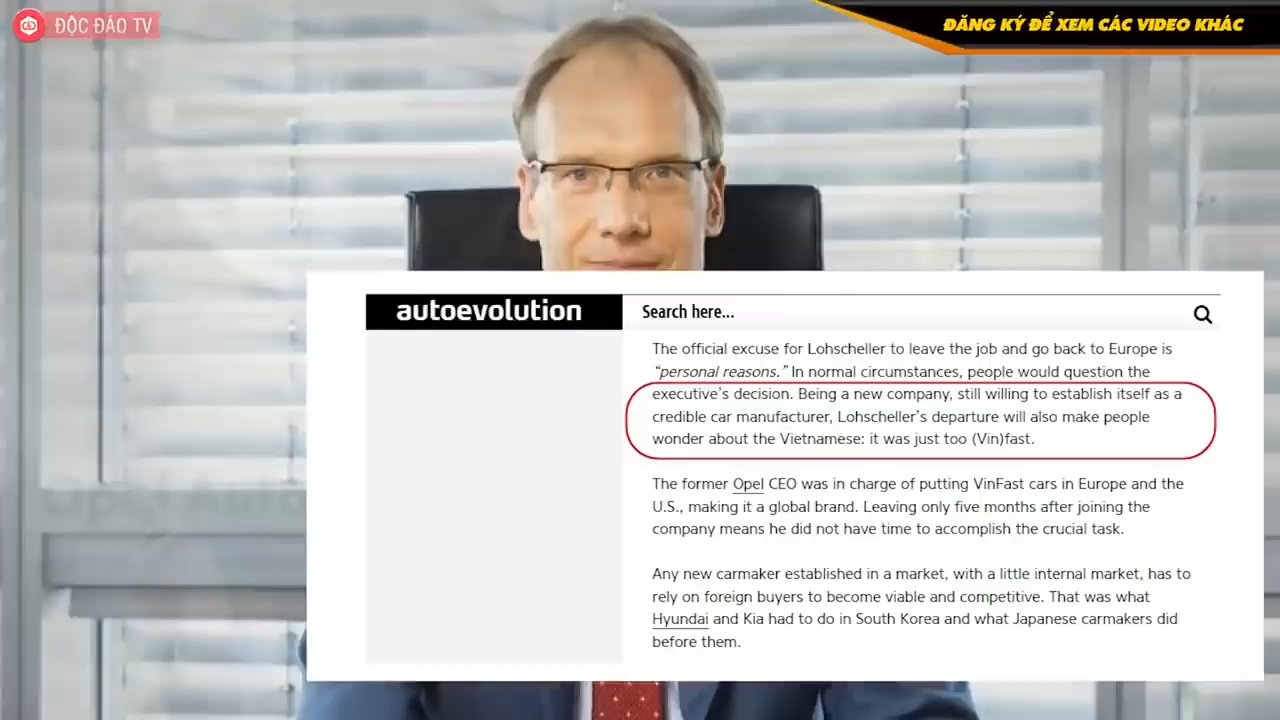 ĐỘC ĐÁO TV
ĐĂNG KÝ ĐỂ XEM CÁC VIDEO KHÁC
autoevolution
Search here...
The official excuse for Lohscheller to leave the job and go back to Europe is
“personal reasons.” In normal circumstances, people would question the
executive’s decision. Being a new company, still willing to establish itself as a
credible car manufacturer, Lohscheller’s departure will also make people
wonder about the Vietnamese: it was just too (Vin)fast.
The former Opel CEO was in charge of putting VinFast cars in Europe and the
U.S., making it a global brand. Leaving only five months after joining the
company means he did not have time to accomplish the crucial task.
Any new carmaker established in a market, with a little internal market, has to
rely on foreign buyers to become viable and competitive. That was what
Hyundai and Kia had to do in South Korea and what Japanese carmakers did
before them.